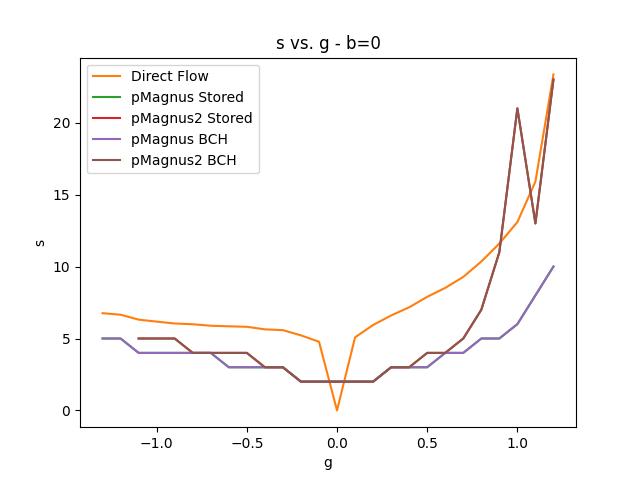 s vs. g - b=0
Direct Flow
pMagnus Stored
pMagnus2 Stored
pMagnus BCH
pMagnus2 BCH
20
15
10
5
0
s
−1.0 −0.5 0.0 0.5 1.0
g